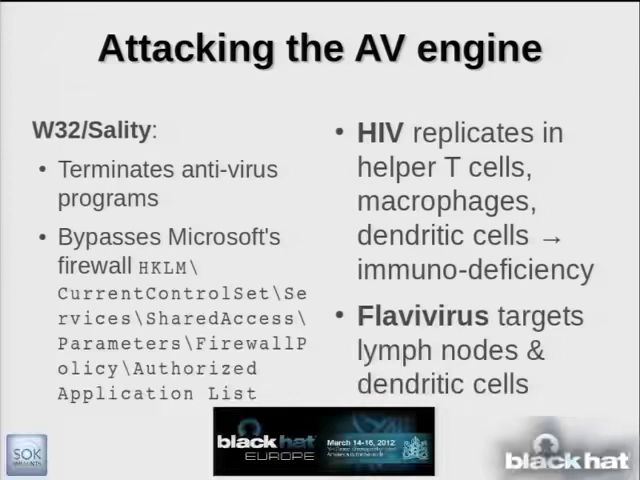 Attacking the AV engine
W32/Sality:
• Terminates anti-virus
programs
• Bypasses Microsoft's
firewall HKLM\
CurrentControlSet\Se
rvices\SharedAccess\
Parameters\FirewallP
olicy\Authorized
Application List
• HIV replicates in
helper T cells,
macrophages,
dendritic cells →
immuno-deficiency
• Flavivirus targets
lymph nodes &
dendritic cells
SOK
black hat
EUROPE
March 14-16, 2012
black hat